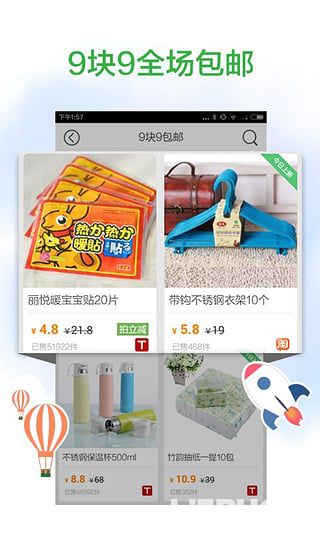 9块9全场包邮
下午1:57
9块9包邮
今日上新
热力热力
暖贴
贴
丽悦暖宝宝贴20片
¥ 4.8 ¥21.8
拍立减
已售51922件
T
带钩不锈钢衣架10个
¥ 5.8 ¥19
已售468件
淘
不锈钢保温杯500ml
¥ 8.8 ¥68
已售46992件
T
竹韵抽纸一提10包
¥ 10.9 ¥39
已售382件
T